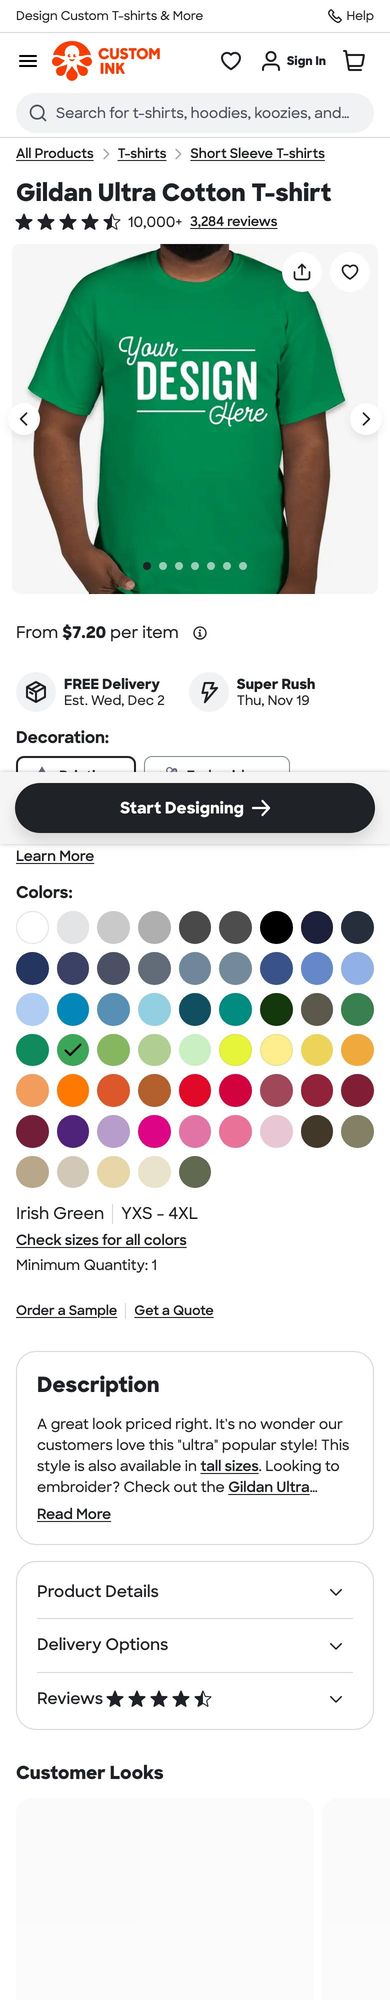 Design Custom T-shirts & More
Help
CUSTOM
INK
Sign In
Search for t-shirts, hoodies, koozies, and...
All Products
T-shirts
Short Sleeve T-shirts
Gildan Ultra Cotton T-shirt
10,000+ 3,284 reviews
Your
DESIGN
Here
From $7.20 per item
FREE Delivery
Est. Wed, Dec 2
Super Rush
Thu, Nov 19
Decoration:
Start Designing
Learn More
Colors:
Irish Green | YXS – 4XL
Check sizes for all colors
Minimum Quantity: 1
Order a Sample | Get a Quote
Description
A great look priced right. It's no wonder our
customers love this "ultra" popular style! This
style is also available in tall sizes. Looking to
embroider? Check out the Gildan Ultra...
Read More
Product Details
Delivery Options
Reviews
Customer Looks